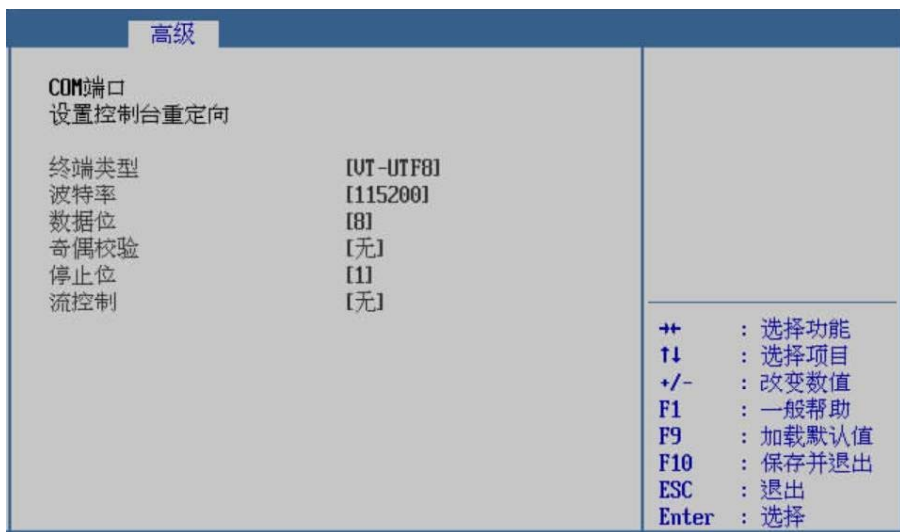 高级
COM端口
设置控制台重定向
终端类型 [VT-UTF8]
波特率 [115200]
数据位 [8]
奇偶校验 [无]
停止位 [1]
流控制 [无]
→← : 选择功能
↑↓ : 选择项目
+/- : 改变数值
F1 : 一般帮助
F9 : 加载默认值
F10 : 保存并退出
ESC : 退出
Enter : 选择